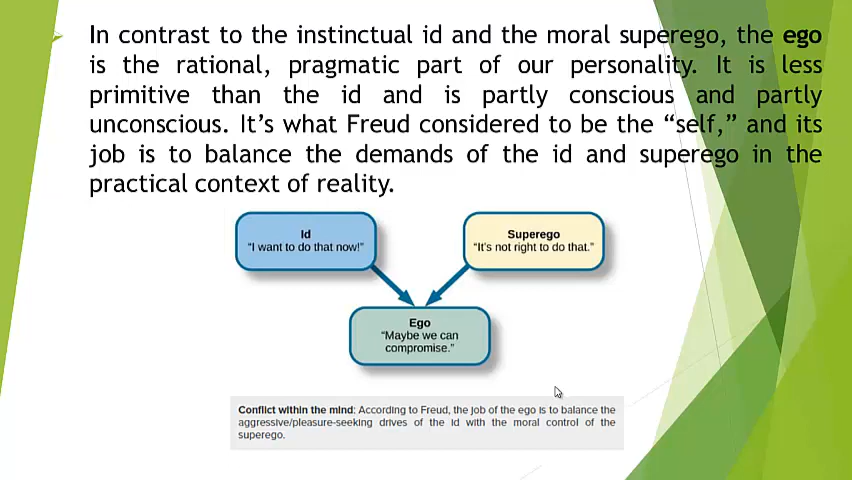 In contrast to the instinctual id and the moral superego, the ego
is the rational, pragmatic part of our personality. It is less
primitive than the id and is partly conscious and partly
unconscious. It’s what Freud considered to be the “self,” and its
job is to balance the demands of the id and superego in the
practical context of reality.
Id
“I want to do that now!”
Superego
“It’s not right to do that.”
Ego
“Maybe we can
compromise.”
Conflict within the mind: According to Freud, the job of the ego is to balance the
aggressive/pleasure-seeking drives of the id with the moral control of the
superego.